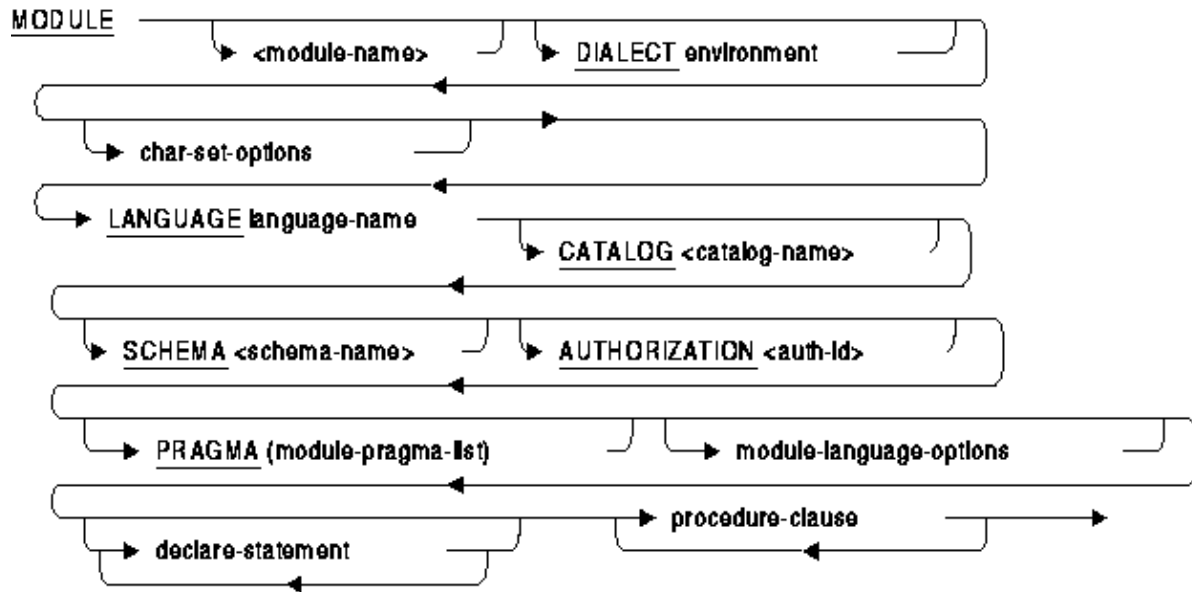 MODULE
<module-name> DIALECT environment
char-set-options
LANGUAGE language-name
CATALOG <catalog-name>
SCHEMA <schema-name> AUTHORIZATION <auth-id>
PRAGMA (module-pragma-list) module-language-options
procedure-clause
declare-statement